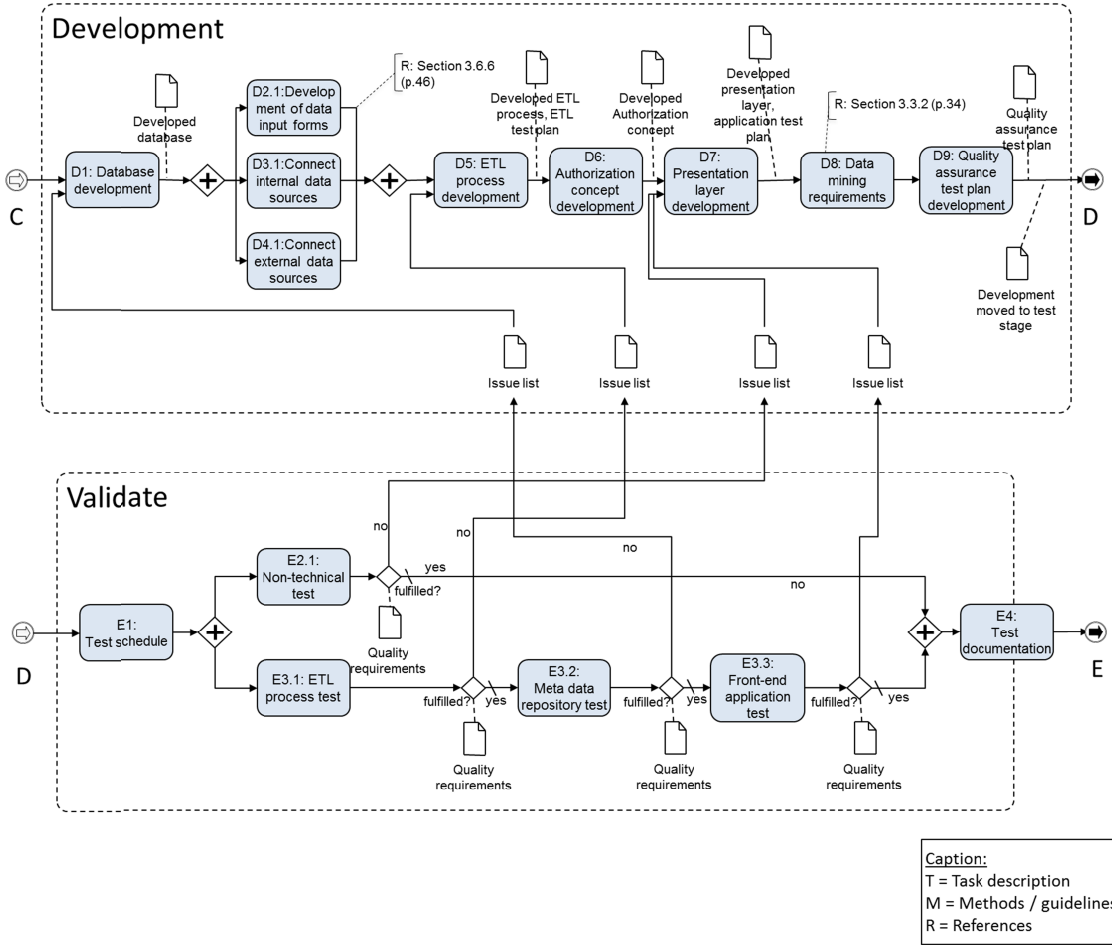 Development
R: Section 3.6.6
(p.46)
D2.1:Develop
ment of data
input forms
Developed
database
Developed ETL
process, ETL
test plan
Developed
Authorization
concept
Developed
presentation
layer,
application test
plan
R: Section 3.3.2 (p.34)
Quality
assurance
test plan
D1: Database
development
D3.1:Connect
internal data
sources
D4.1:Connect
external data
sources
D5: ETL
process
development
D6:
Authorization
concept
development
D7:
Presentation
layer
development
D8: Data
mining
requirements
D9: Quality
assurance
test plan
development
C
D
Development
moved to test
stage
Issue list
Issue list
Issue list
Issue list
Validate
no
no
no
no
E2.1:
Non-technical
test
yes
fulfilled?
Quality
requirements
E1:
Test schedule
E4:
Test
documentation
D
E
E3.1: ETL
process test
fulfilled?
yes
Quality
requirements
E3.2:
Meta data
repository test
fulfilled?
yes
Quality
requirements
E3.3:
Front-end
application
test
fulfilled?
yes
Quality
requirements
Caption:
T = Task description
M = Methods / guidelines
R = References